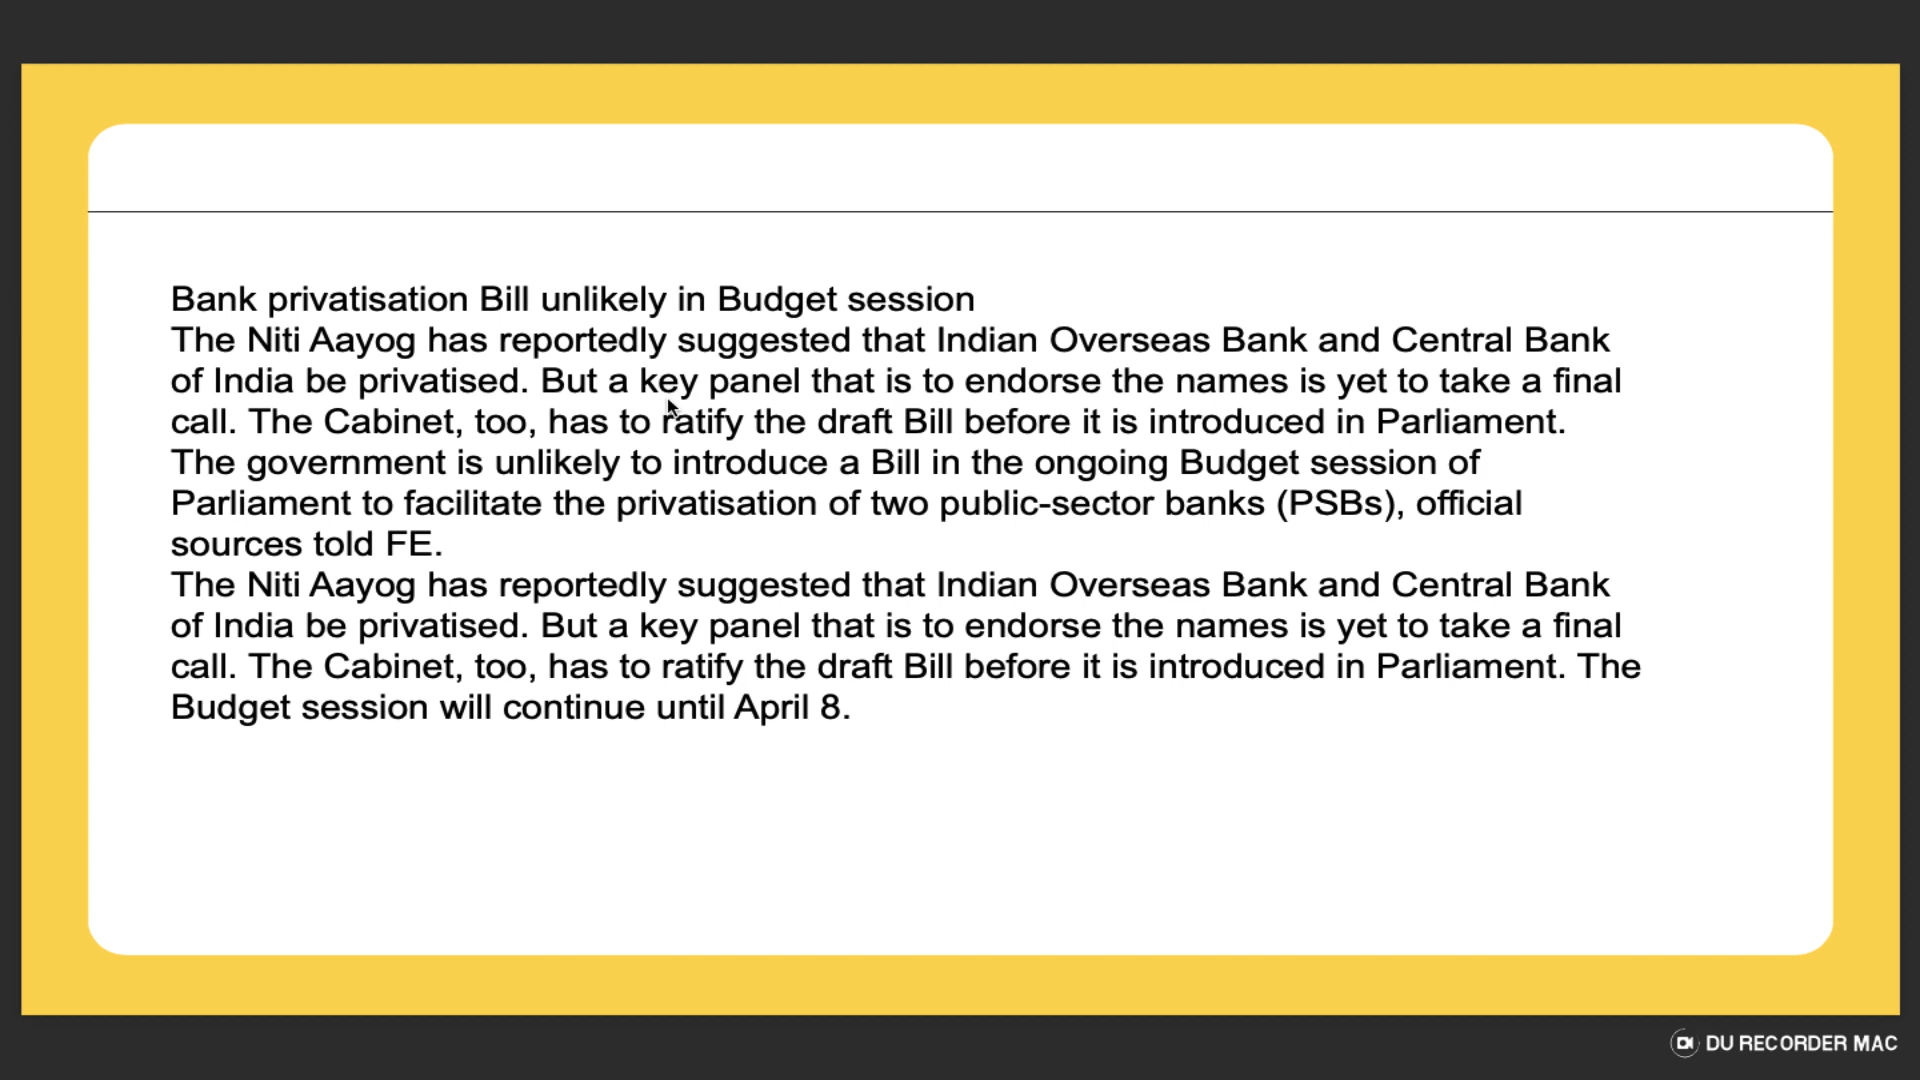 Bank privatisation Bill unlikely in Budget session
The Niti Aayog has reportedly suggested that Indian Overseas Bank and Central Bank
of India be privatised. But a key panel that is to endorse the names is yet to take a final
call. The Cabinet, too, has to ratify the draft Bill before it is introduced in Parliament.
The government is unlikely to introduce a Bill in the ongoing Budget session of
Parliament to facilitate the privatisation of two public-sector banks (PSBs), official
sources told FE.
The Niti Aayog has reportedly suggested that Indian Overseas Bank and Central Bank
of India be privatised. But a key panel that is to endorse the names is yet to take a final
call. The Cabinet, too, has to ratify the draft Bill before it is introduced in Parliament. The
Budget session will continue until April 8.
DU RECORDER MAC